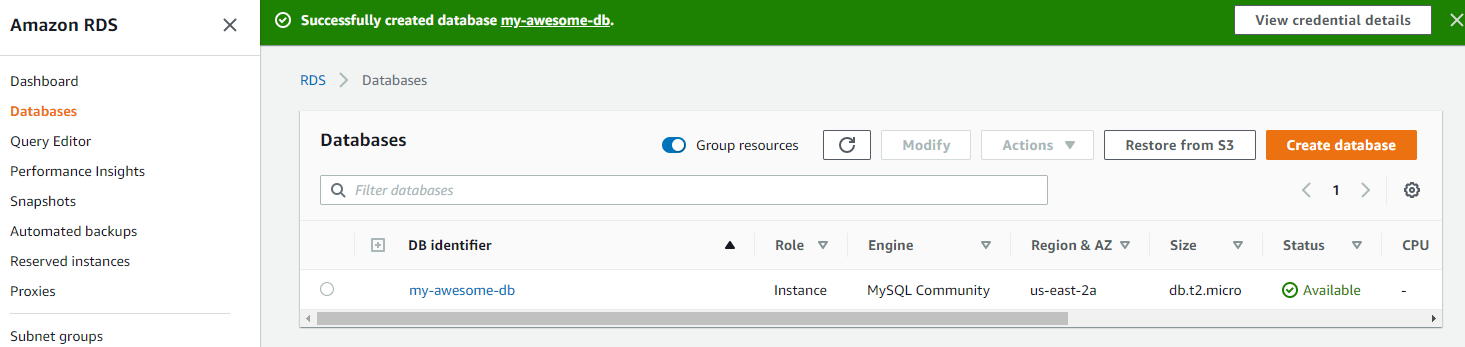 Amazon RDS
Dashboard
Databases
Query Editor
Performance Insights
Snapshots
Automated backups
Reserved instances
Proxies
Subnet groups
Successfully created database my-awesome-db.
View credential details
RDS Databases
Databases
Group resources
Modify
Actions
Restore from S3
Create database
Filter databases
1
DB identifier Role Engine Region & AZ Size Status CPU
my-awesome-db Instance MySQL Community us-east-2a db.t2.micro Available -